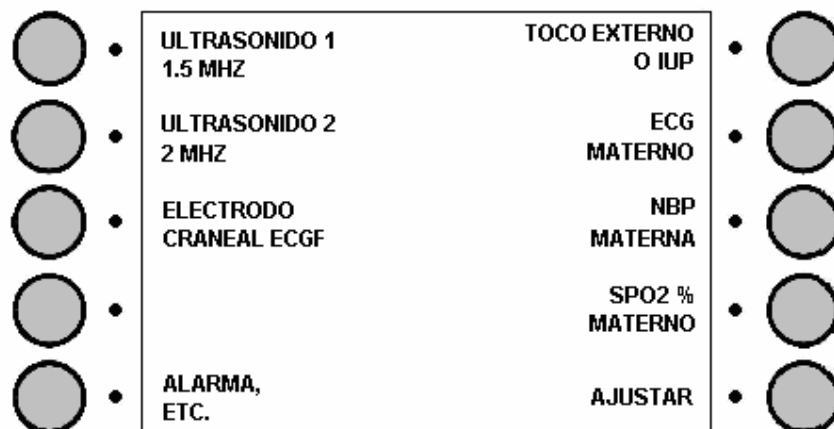 ULTRASONIDO 1
1.5 MHZ
TOCO EXTERNO
O IUP
ULTRASONIDO 2
2 MHZ
ECG
MATERNO
ELECTRODO
CRANEAL ECGF
NBP
MATERNA
SPO2 %
MATERNO
ALARMA,
ETC.
AJUSTAR